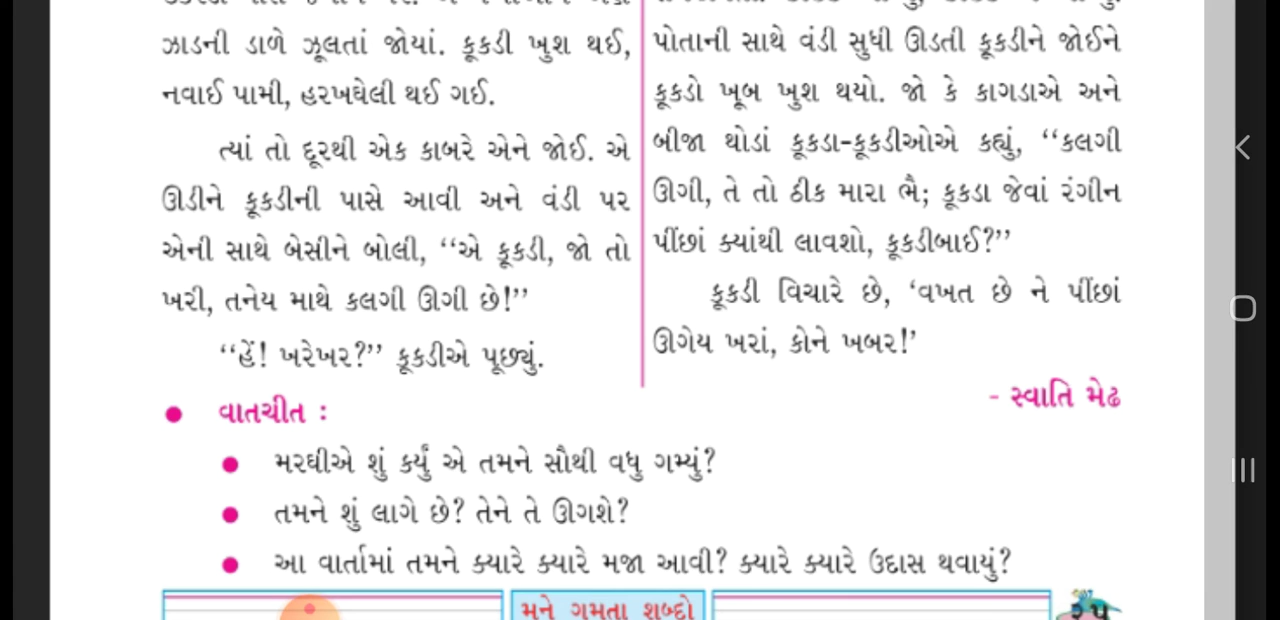 ઝાડની ડાળે ઝૂલતાં જોયાં. કૂકડી ખુશ થઈ,
નવાઈ પામી, હરખઘેલી થઈ ગઈ.
ત્યાં તો દૂરથી એક કાબરે એને જોઈ. એ
ઊડીને કૂકડીની પાસે આવી અને વંડી પર
એની સાથે બેસીને બોલી, “એ કૂકડી, જો તો
ખરી, તનેય માથે કલગી ઊગી છે!”
“હેં! ખરેખર?” કૂકડીએ પૂછ્યું.
પોતાની સાથે વંડી સુધી ઊડતી કૂકડીને જોઈને
કૂકડો ખૂબ ખુશ થયો. જો કે કાગડાએ અને
બીજા થોડાં કૂકડા-કૂકડીઓએ કહ્યું, “કલગી
ઊગી, તે તો ઠીક મારા ભૈ; કૂકડા જેવાં રંગીન
પીંછાં ક્યાંથી લાવશો, કૂકડીબાઈ?”
કૂકડી વિચારે છે, ‘વખત છે ને પીંછાં
ઊગેય ખરાં, કોને ખબર!’
- સ્વાતિ મેઢ
● વાતચીત :
● મરઘીએ શું કર્યું એ તમને સૌથી વધુ ગમ્યું?
● તમને શું લાગે છે? તેને તે ઊગશે?
● આ વાર્તામાં તમને ક્યારે ક્યારે મજા આવી? ક્યારે ક્યારે ઉદાસ થવાયું?
મને ગમતા શબ્દો
૨૫